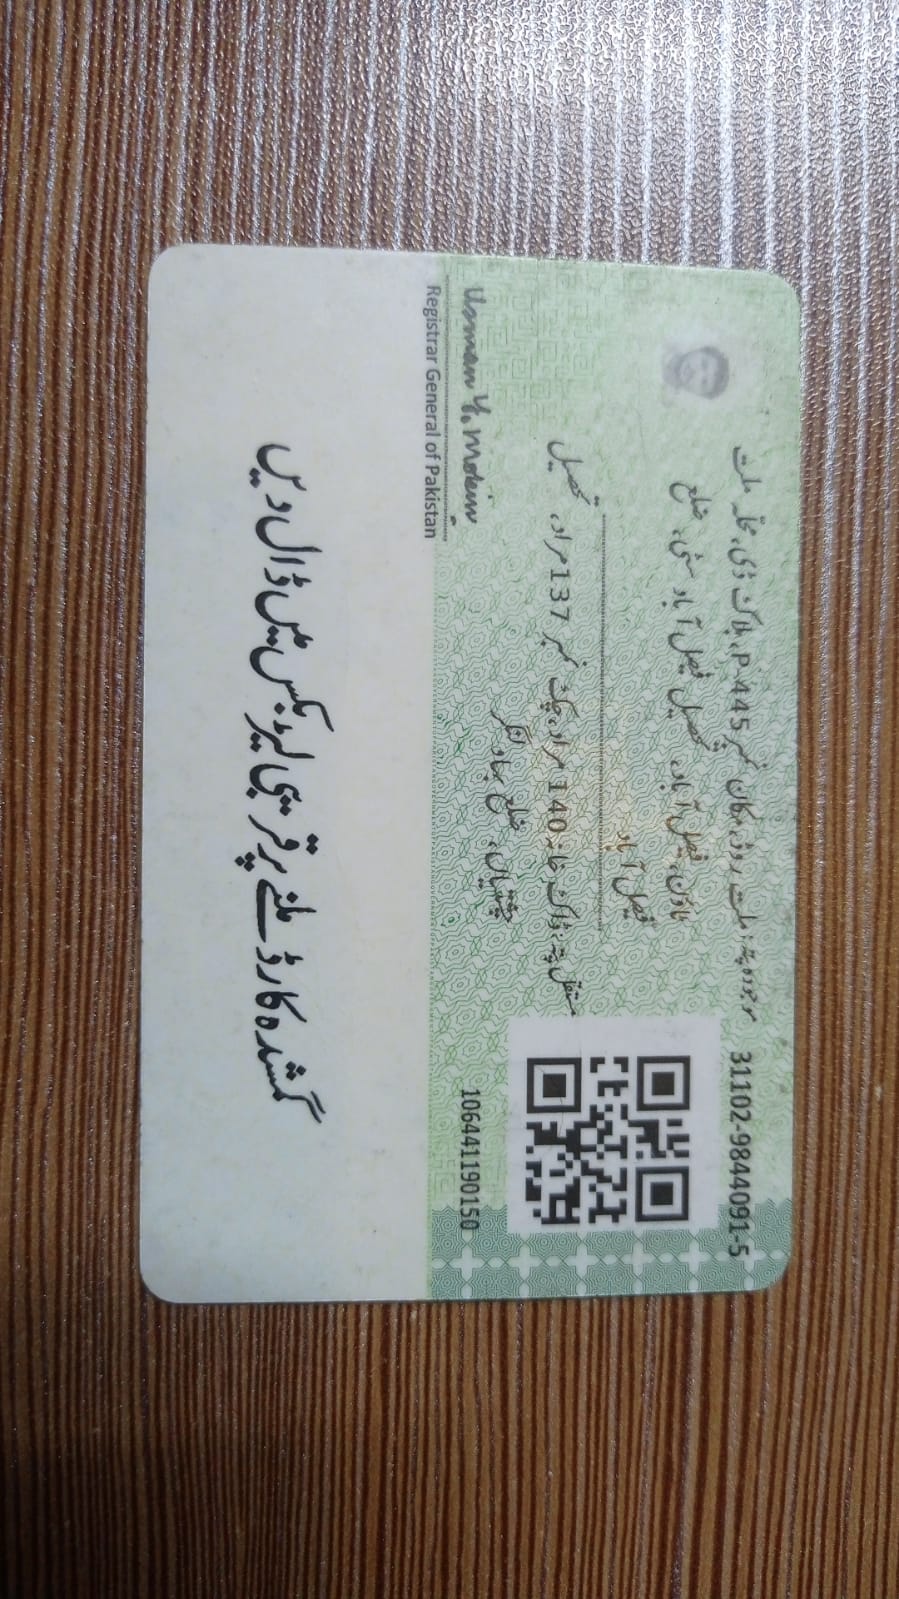 31102-9844091-5
موجودہ پتہ: ملت روڈ، مکان نمبر P-445، بلاک ڈی، محلّہ ملت
ٹاؤن، فیصل آباد، تحصیل فیصل آباد سٹی، ضلع
فیصل آباد
مستقل پتہ: ڈاک خانہ 140 مراد، چک نمبر 137 مراد، تحصیل
چشتیاں، ضلع بہاولنگر
106441190150
Usman Y. Mobin
Registrar General of Pakistan
گمشدہ کارڈ ملنے پر قریبی لیٹر بکس میں ڈال دیں